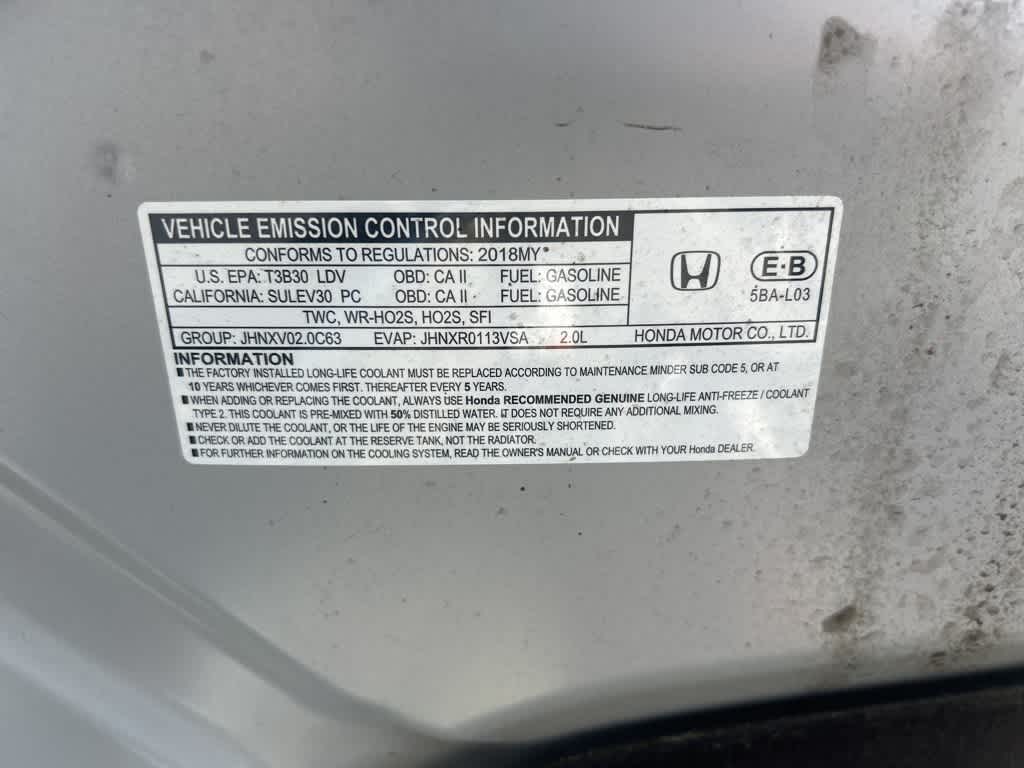 VEHICLE EMISSION CONTROL INFORMATION
CONFORMS TO REGULATIONS: 2018MY
U.S. EPA: T3B30 LDV OBD: CA II FUEL: GASOLINE
CALIFORNIA: SULEV30 PC OBD: CA II FUEL: GASOLINE
TWC, WR-HO2S, HO2S, SFI
GROUP: JHNXV02.0C63 EVAP: JHNXR0113VSA 2.0L
E·B
5BA-L03
HONDA MOTOR CO., LTD.
INFORMATION
■ THE FACTORY INSTALLED LONG-LIFE COOLANT MUST BE REPLACED ACCORDING TO MAINTENANCE MINDER SUB CODE 5, OR AT
10 YEARS WHICHEVER COMES FIRST. THEREAFTER EVERY 5 YEARS.
■ WHEN ADDING OR REPLACING THE COOLANT, ALWAYS USE Honda RECOMMENDED GENUINE LONG-LIFE ANTI-FREEZE / COOLANT
TYPE 2. THIS COOLANT IS PRE-MIXED WITH 50% DISTILLED WATER. IT DOES NOT REQUIRE ANY ADDITIONAL MIXING.
■ NEVER DILUTE THE COOLANT, OR THE LIFE OF THE ENGINE MAY BE SERIOUSLY SHORTENED.
■ CHECK OR ADD THE COOLANT AT THE RESERVE TANK, NOT THE RADIATOR.
■ FOR FURTHER INFORMATION ON THE COOLING SYSTEM, READ THE OWNER'S MANUAL OR CHECK WITH YOUR Honda DEALER.